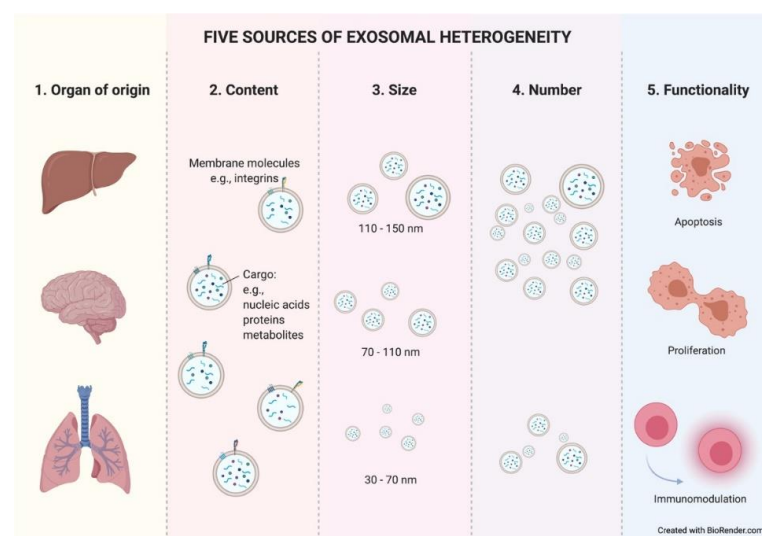 FIVE SOURCES OF EXOSOMAL HETEROGENEITY
1. Organ of origin
2. Content
3. Size
4. Number
5. Functionality
Membrane molecules
e.g., integrins
Cargo:
e.g.,
nucleic acids
proteins
metabolites
110 - 150 nm
70 - 110 nm
30 - 70 nm
Apoptosis
Proliferation
Immunomodulation
Created with BioRender.com